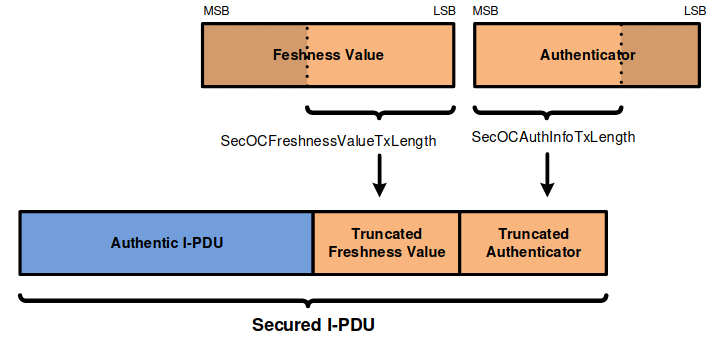 MSB
LSB
MSB
LSB
Feshness Value
Authenticator
SecOCFreshnessValueTxLength
SecOCAuthInfoTxLength
Authentic I-PDU
Truncated
Freshness Value
Truncated
Authenticator
Secured I-PDU